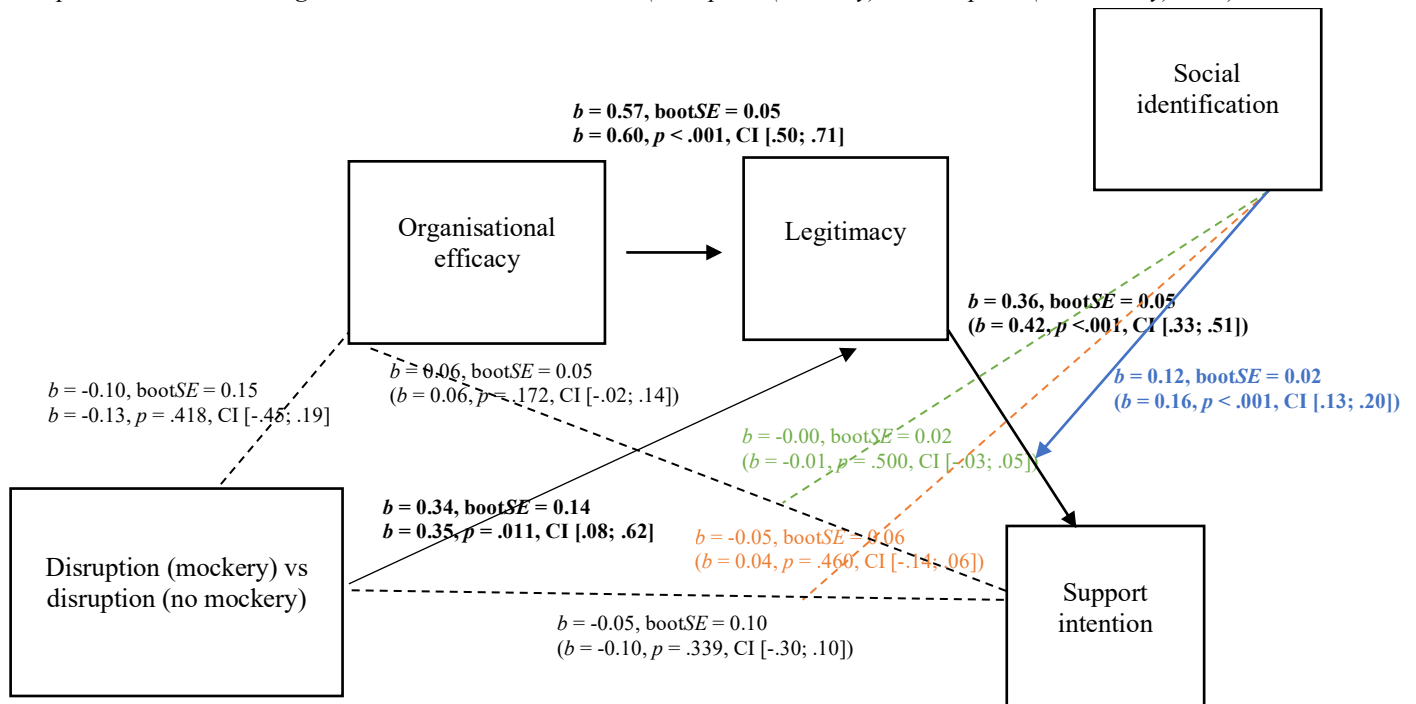 Social
identification
b = 0.57, bootSE = 0.05
b = 0.60, p < .001, CI [.50; .71]
Organisational
efficacy
Legitimacy
b = 0.36, bootSE = 0.05
(b = 0.42, p <.001, CI [.33; .51])
b = -0.10, bootSE = 0.15
b = -0.13, p = .418, CI [-.45; .19]
b = 0.06, bootSE = 0.05
(b = 0.06, p = .172, CI [-.02; .14])
b = 0.12, bootSE = 0.02
(b = 0.16, p < .001, CI [.13; .20])
b = -0.00, bootSE = 0.02
(b = -0.01, p = .500, CI [-.03; .05])
b = 0.34, bootSE = 0.14
b = 0.35, p = .011, CI [.08; .62]
b = -0.05, bootSE = 0.06
(b = 0.04, p = .460, CI [-.14; .06])
Disruption (mockery) vs
disruption (no mockery)
Support
intention
b = -0.05, bootSE = 0.10
(b = -0.10, p = .339, CI [-.30; .10])